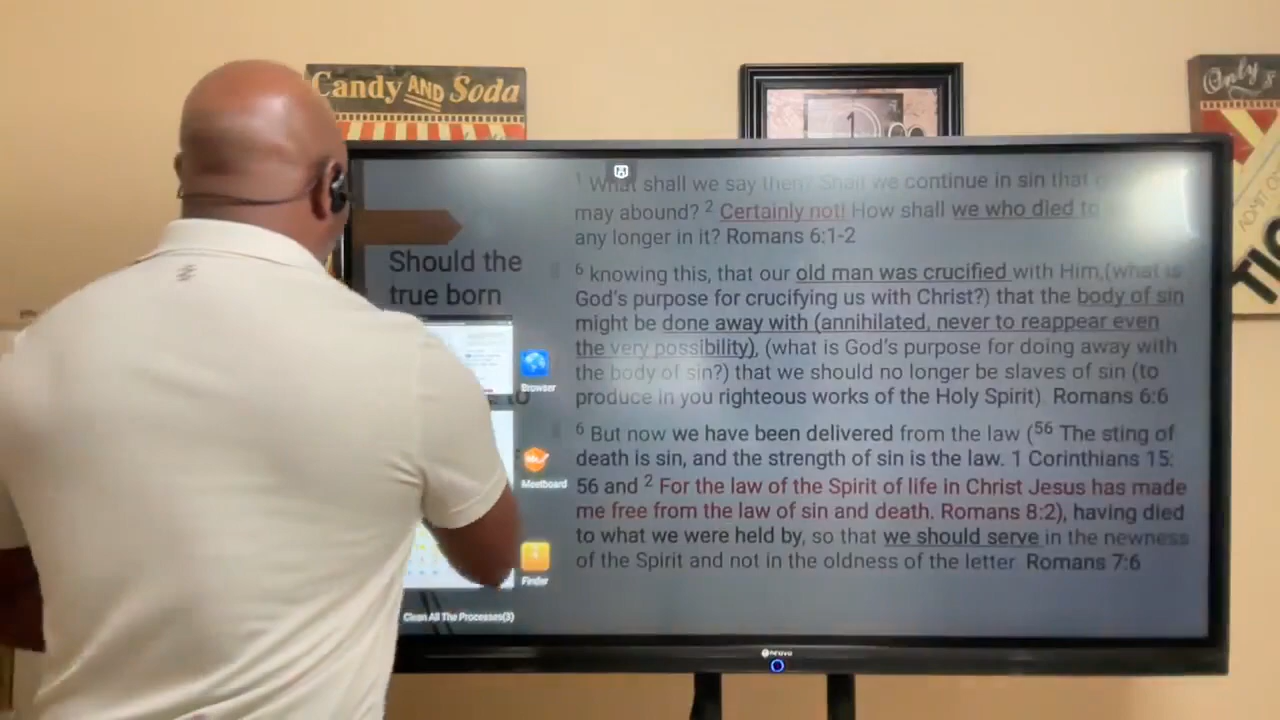 Candy AND Soda
Only
ADMIT
1 What shall we say then? Shall we continue in sin that
may abound? 2 Certainly not! How shall we who died to
any longer in it? Romans 6:1-2
Should the
true born
6 knowing this, that our old man was crucified with Him,(what is
God's purpose for crucifying us with Christ?) that the body of sin
might be done away with (annihilated, never to reappear even
the very possibility), (what is God's purpose for doing away with
the body of sin?) that we should no longer be slaves of sin (to
produce in you righteous works of the Holy Spirit) Romans 6:6
6 But now we have been delivered from the law (56 The sting of
death is sin, and the strength of sin is the law. 1 Corinthians 15:
56 and 2 For the law of the Spirit of life in Christ Jesus has made
me free from the law of sin and death. Romans 8:2), having died
to what we were held by, so that we should serve in the newness
of the Spirit and not in the oldness of the letter Romans 7:6
Browser
Meetboard
Finder
Clean All The Processes(3)